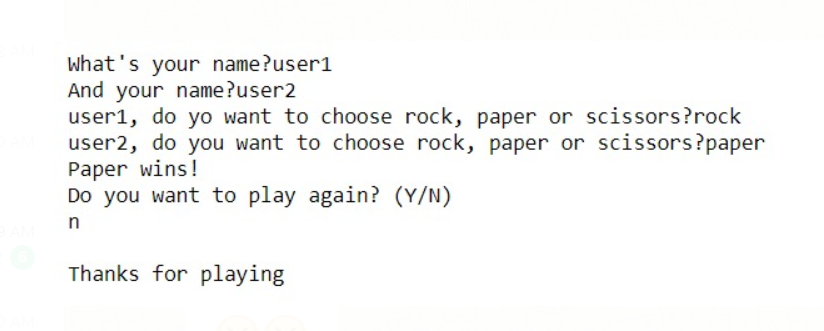 What's your name?user1
And your name?user2
user1, do yo want to choose rock, paper or scissors?rock
user2, do you want to choose rock, paper or scissors?paper
Paper wins!
Do you want to play again? (Y/N)
n
Thanks for playing